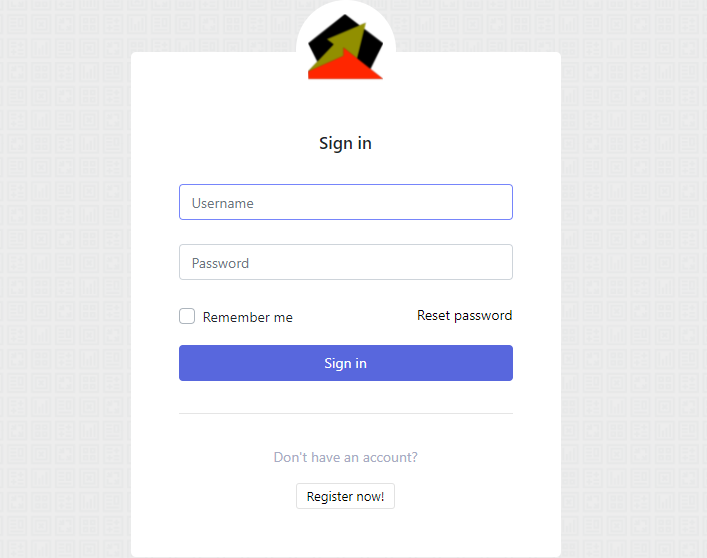 Sign in
Username
Password
Remember me
Reset password
Sign in
Don't have an account?
Register now!